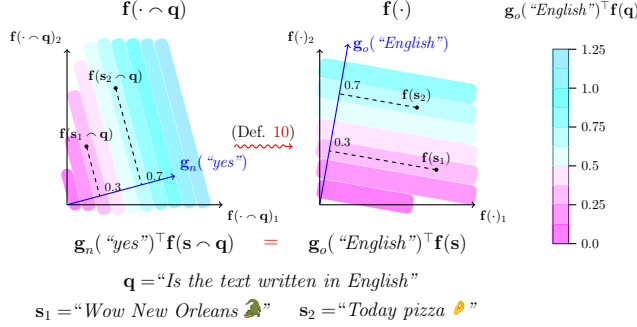 f(· ⌢ q)
f(·)
g_o("English")^⊤f(q)
f(· ⌢ q)_2
f(s_2 ⌢ q)
f(s_1 ⌢ q)
0.3
0.7
g_n("yes")
f(· ⌢ q)_1
(Def. 10)
f(·)_2
g_o("English")
0.7
f(s_2)
0.3
f(s_1)
f(·)_1
1.25
1.00
0.75
0.50
0.25
0.0
g_n("yes")^⊤f(s ⌢ q) = g_o("English")^⊤f(s)
q = "Is the text written in English"
s_1 = "Wow New Orleans 🐊" s_2 = "Today pizza 🤌"